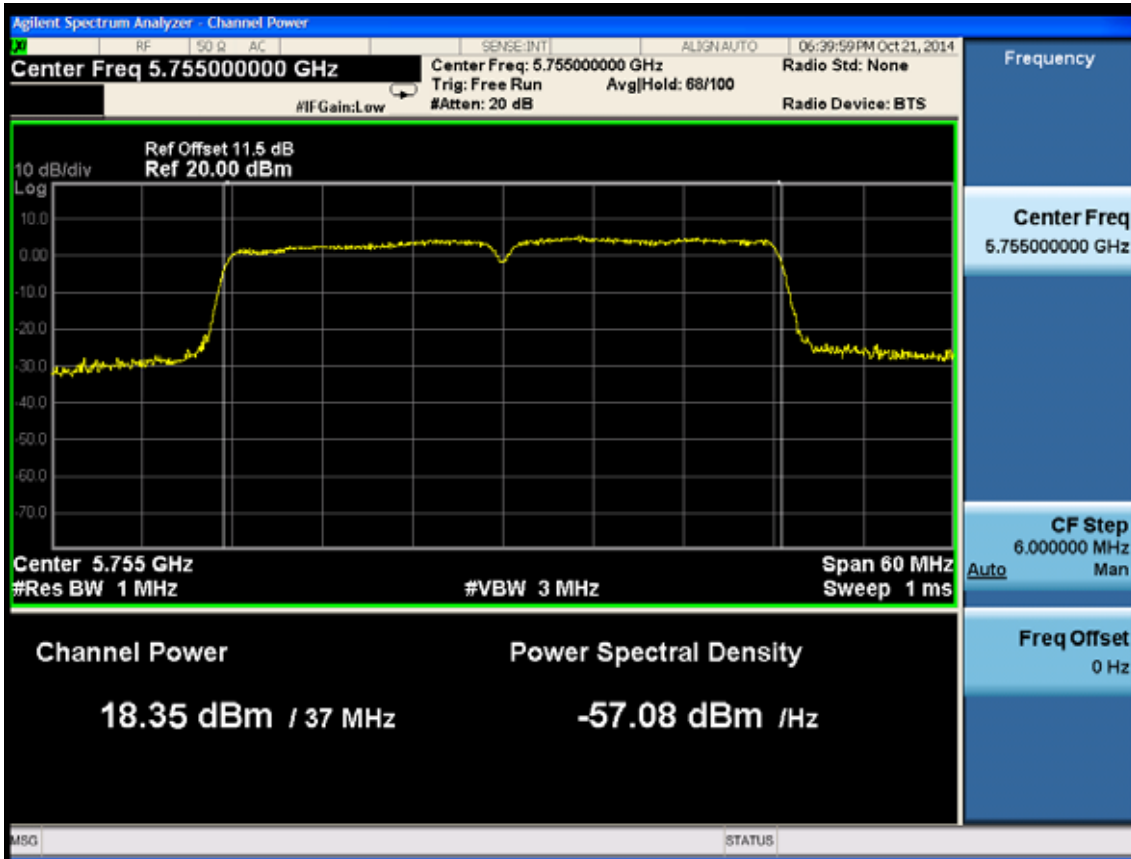 Agilent Spectrum Analyzer - Channel Power
RF 50 Ω AC SENSE:INT ALIGN AUTO 06:39:59 PM Oct 21, 2014
Center Freq 5.755000000 GHz
#IFGain:Low
Center Freq: 5.755000000 GHz
Trig: Free Run Avg|Hold: 68/100
#Atten: 20 dB
Radio Std: None
Radio Device: BTS
Ref Offset 11.5 dB
10 dB/div Ref 20.00 dBm
Log
10.0
0.00
-10.0
-20.0
-30.0
-40.0
-50.0
-60.0
-70.0
Center 5.755 GHz Span 60 MHz
#Res BW 1 MHz #VBW 3 MHz Sweep 1 ms
Channel Power Power Spectral Density
18.35 dBm / 37 MHz -57.08 dBm /Hz
Frequency
Center Freq
5.755000000 GHz
CF Step
6.000000 MHz
Auto Man
Freq Offset
0 Hz
MSG STATUS